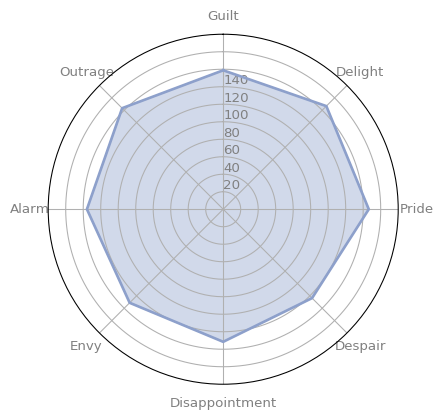 Guilt
Outrage
Delight
140
120
100
80
60
40
20
Alarm
Pride
Envy
Despair
Disappointment